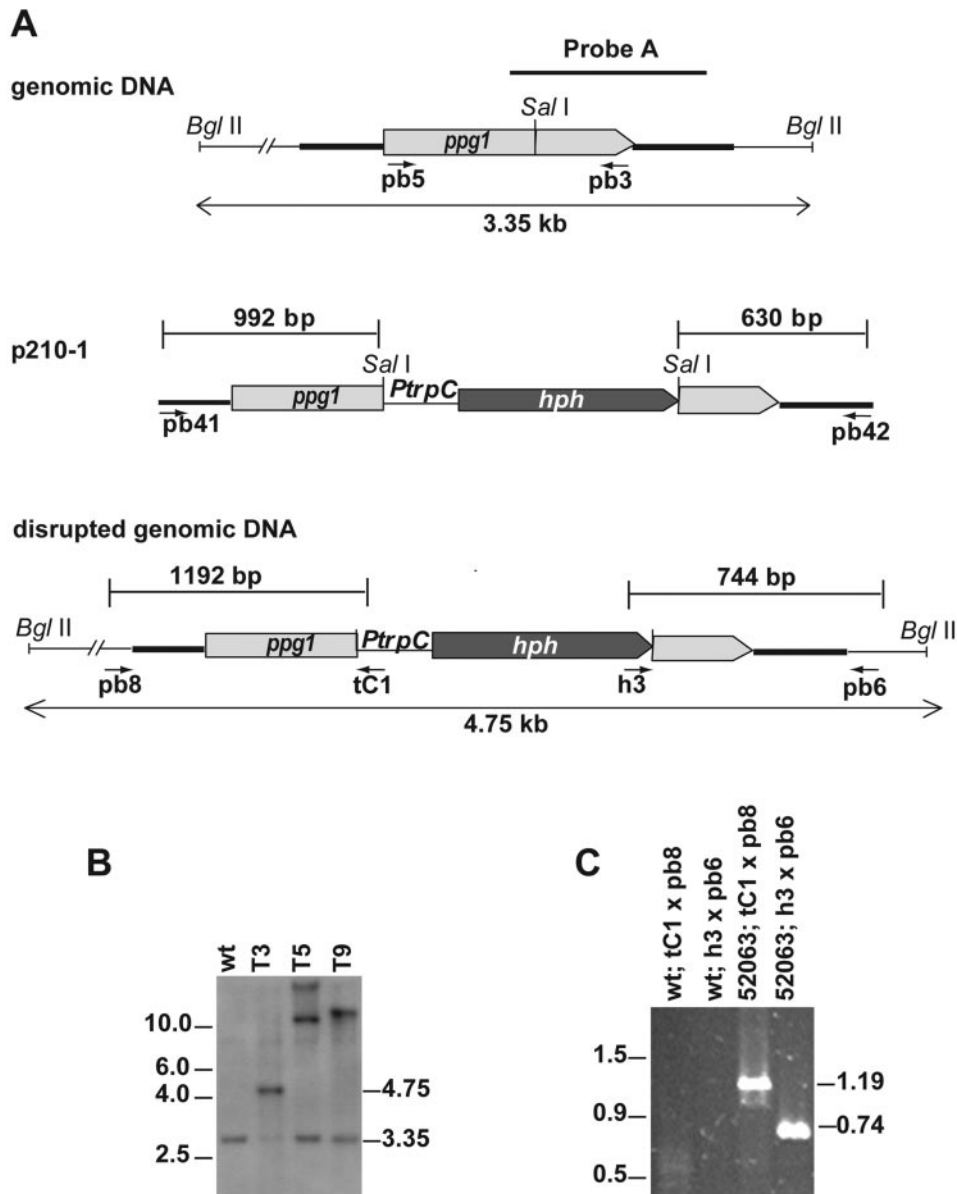 A
Probe A
genomic DNA
Sal I
Bgl II
Bgl II
ppg1
pb5
pb3
3.35 kb
992 bp
630 bp
p210-1
Sal I
Sal I
PtrpC
ppg1
hph
pb41
pb42
disrupted genomic DNA
1192 bp
744 bp
Bgl II
Bgl II
PtrpC
ppg1
hph
pb8
tC1
h3
pb6
4.75 kb
B
wt
T3
T5
T9
10.0
6.0
4.0
2.5
4.75
3.35
C
wt; tC1 x pb8
wt; h3 x pb6
52063; tC1 x pb8
52063; h3 x pb6
1.5
0.9
0.5
1.19
0.74